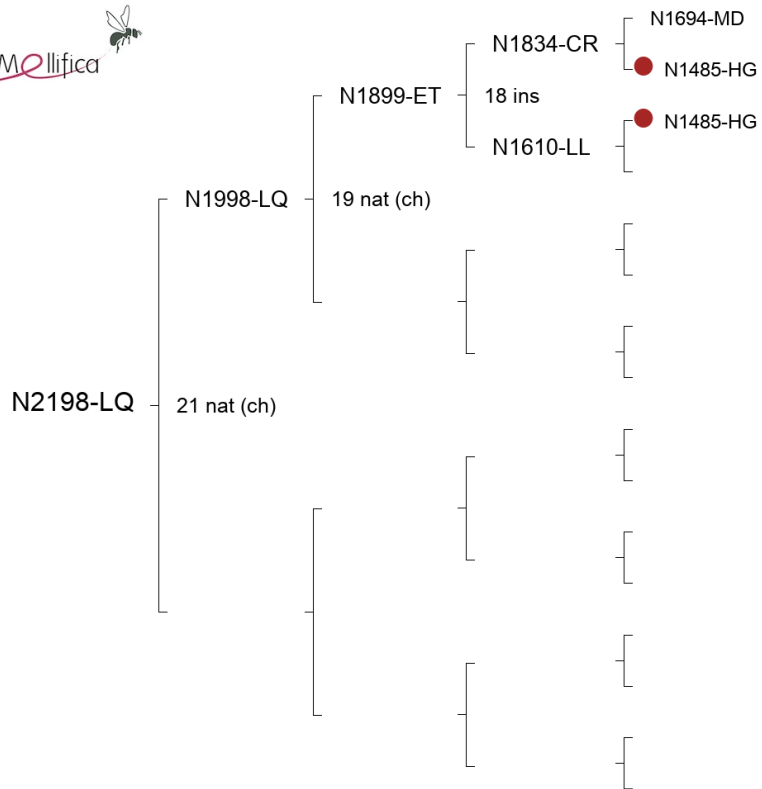 Mellifica
N1694-MD
N1834-CR
N1485-HG
N1899-ET
18 ins
N1485-HG
N1610-LL
N1998-LQ
19 nat (ch)
N2198-LQ
21 nat (ch)